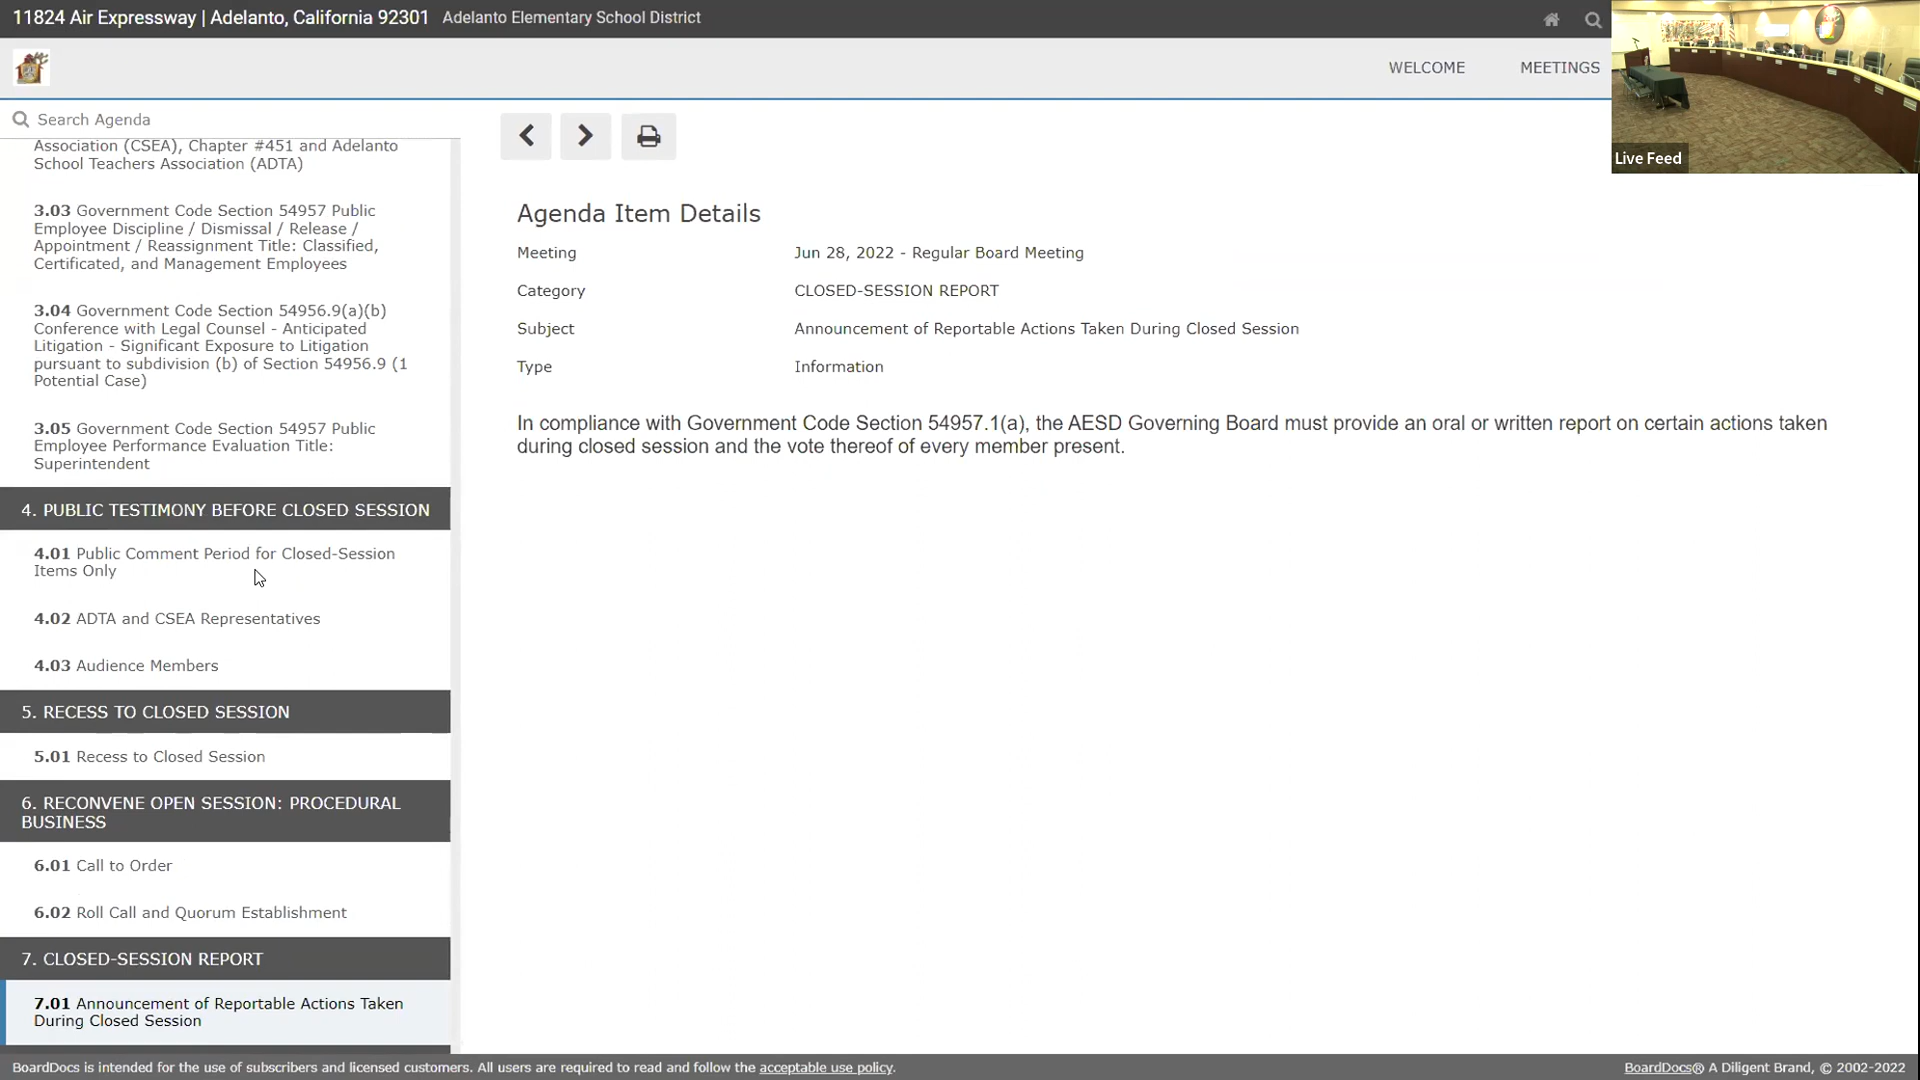 11824 Air Expressway | Adelanto, California 92301 Adelanto Elementary School District
WELCOME MEETINGS
Live Feed
Search Agenda
Association (CSEA), Chapter #451 and Adelanto
School Teachers Association (ADTA)
3.03 Government Code Section 54957 Public
Employee Discipline / Dismissal / Release /
Appointment / Reassignment Title: Classified,
Certificated, and Management Employees
3.04 Government Code Section 54956.9(a)(b)
Conference with Legal Counsel - Anticipated
Litigation - Significant Exposure to Litigation
pursuant to subdivision (b) of Section 54956.9 (1
Potential Case)
3.05 Government Code Section 54957 Public
Employee Performance Evaluation Title:
Superintendent
4. PUBLIC TESTIMONY BEFORE CLOSED SESSION
4.01 Public Comment Period for Closed-Session
Items Only
4.02 ADTA and CSEA Representatives
4.03 Audience Members
5. RECESS TO CLOSED SESSION
5.01 Recess to Closed Session
6. RECONVENE OPEN SESSION: PROCEDURAL
BUSINESS
6.01 Call to Order
6.02 Roll Call and Quorum Establishment
7. CLOSED-SESSION REPORT
7.01 Announcement of Reportable Actions Taken
During Closed Session
Agenda Item Details
Meeting Jun 28, 2022 - Regular Board Meeting
Category CLOSED-SESSION REPORT
Subject Announcement of Reportable Actions Taken During Closed Session
Type Information
In compliance with Government Code Section 54957.1(a), the AESD Governing Board must provide an oral or written report on certain actions taken
during closed session and the vote thereof of every member present.
BoardDocs is intended for the use of subscribers and licensed customers. All users are required to read and follow the acceptable use policy.
BoardDocs® A Diligent Brand, © 2002-2022